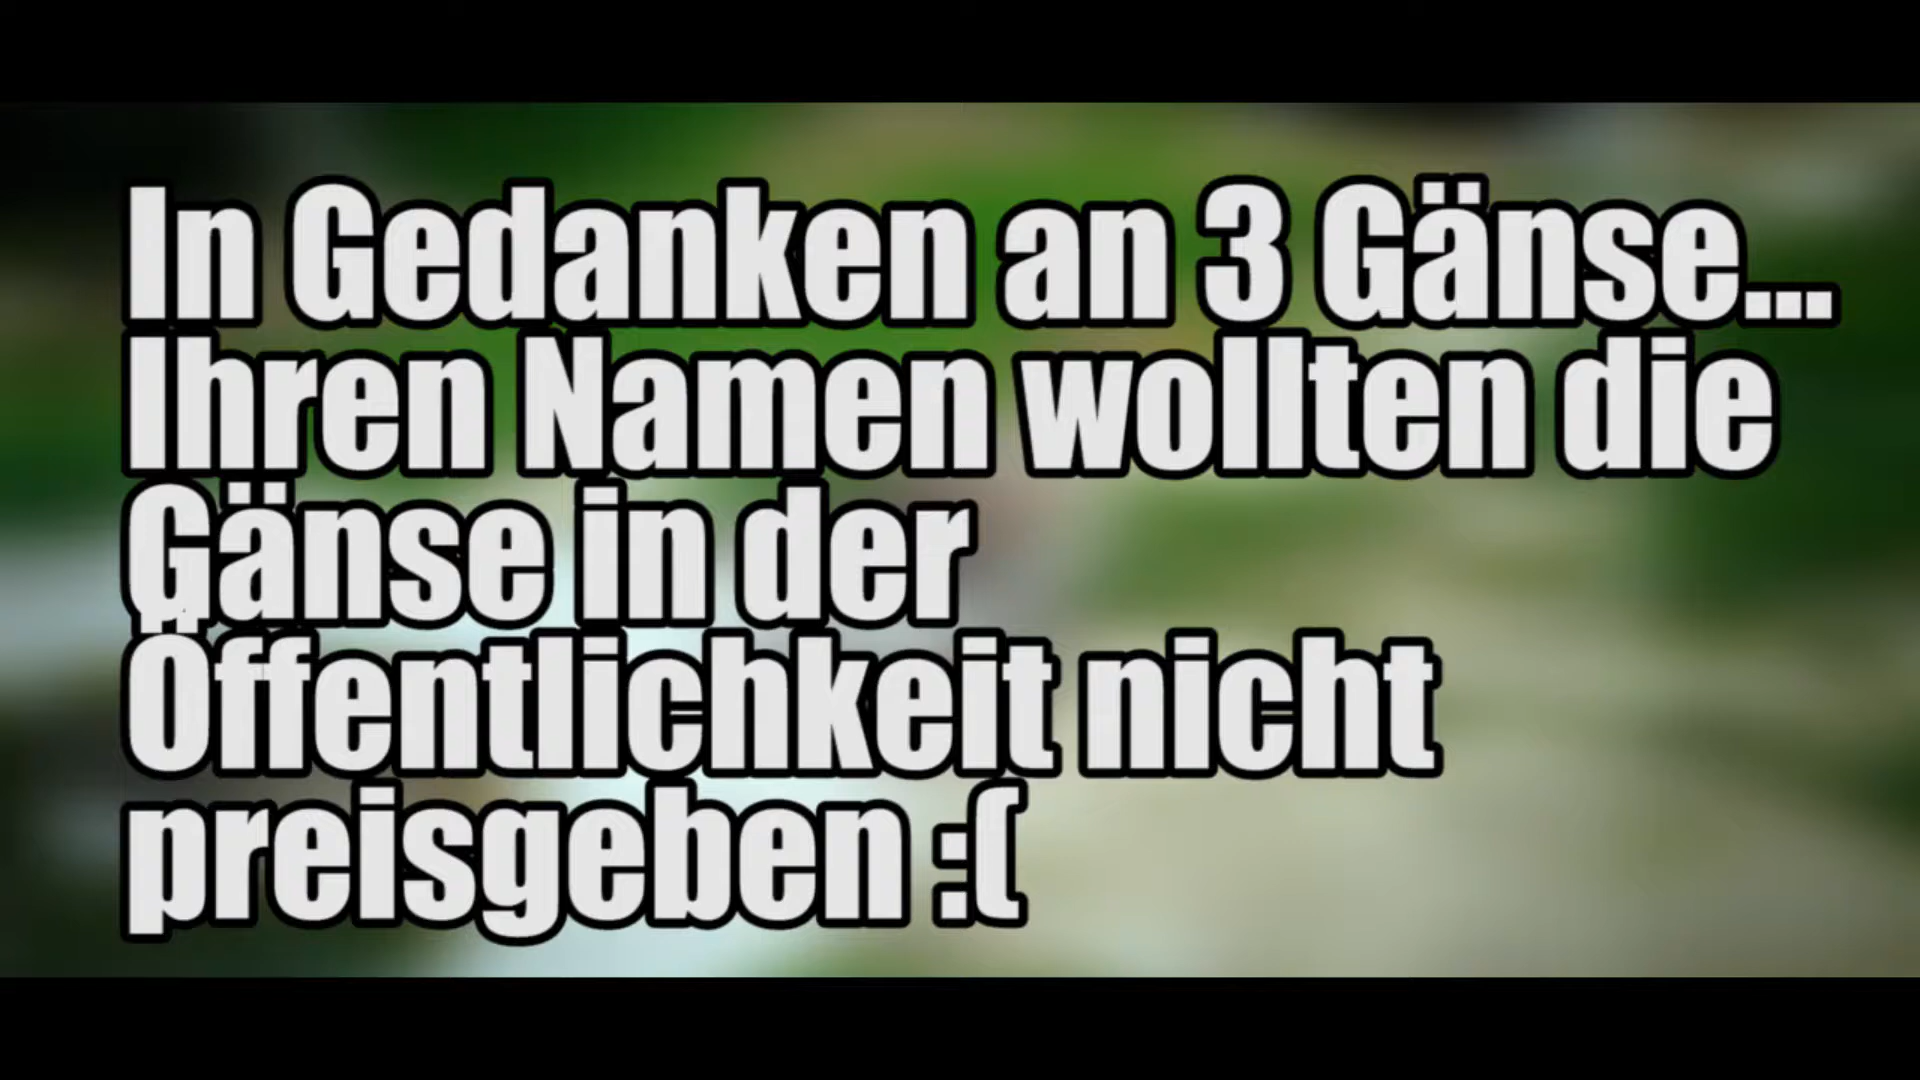 In Gedanken an 3 Gänse...
Ihren Namen wollten die
Gänse in der
Öffentlichkeit nicht
preisgeben :(